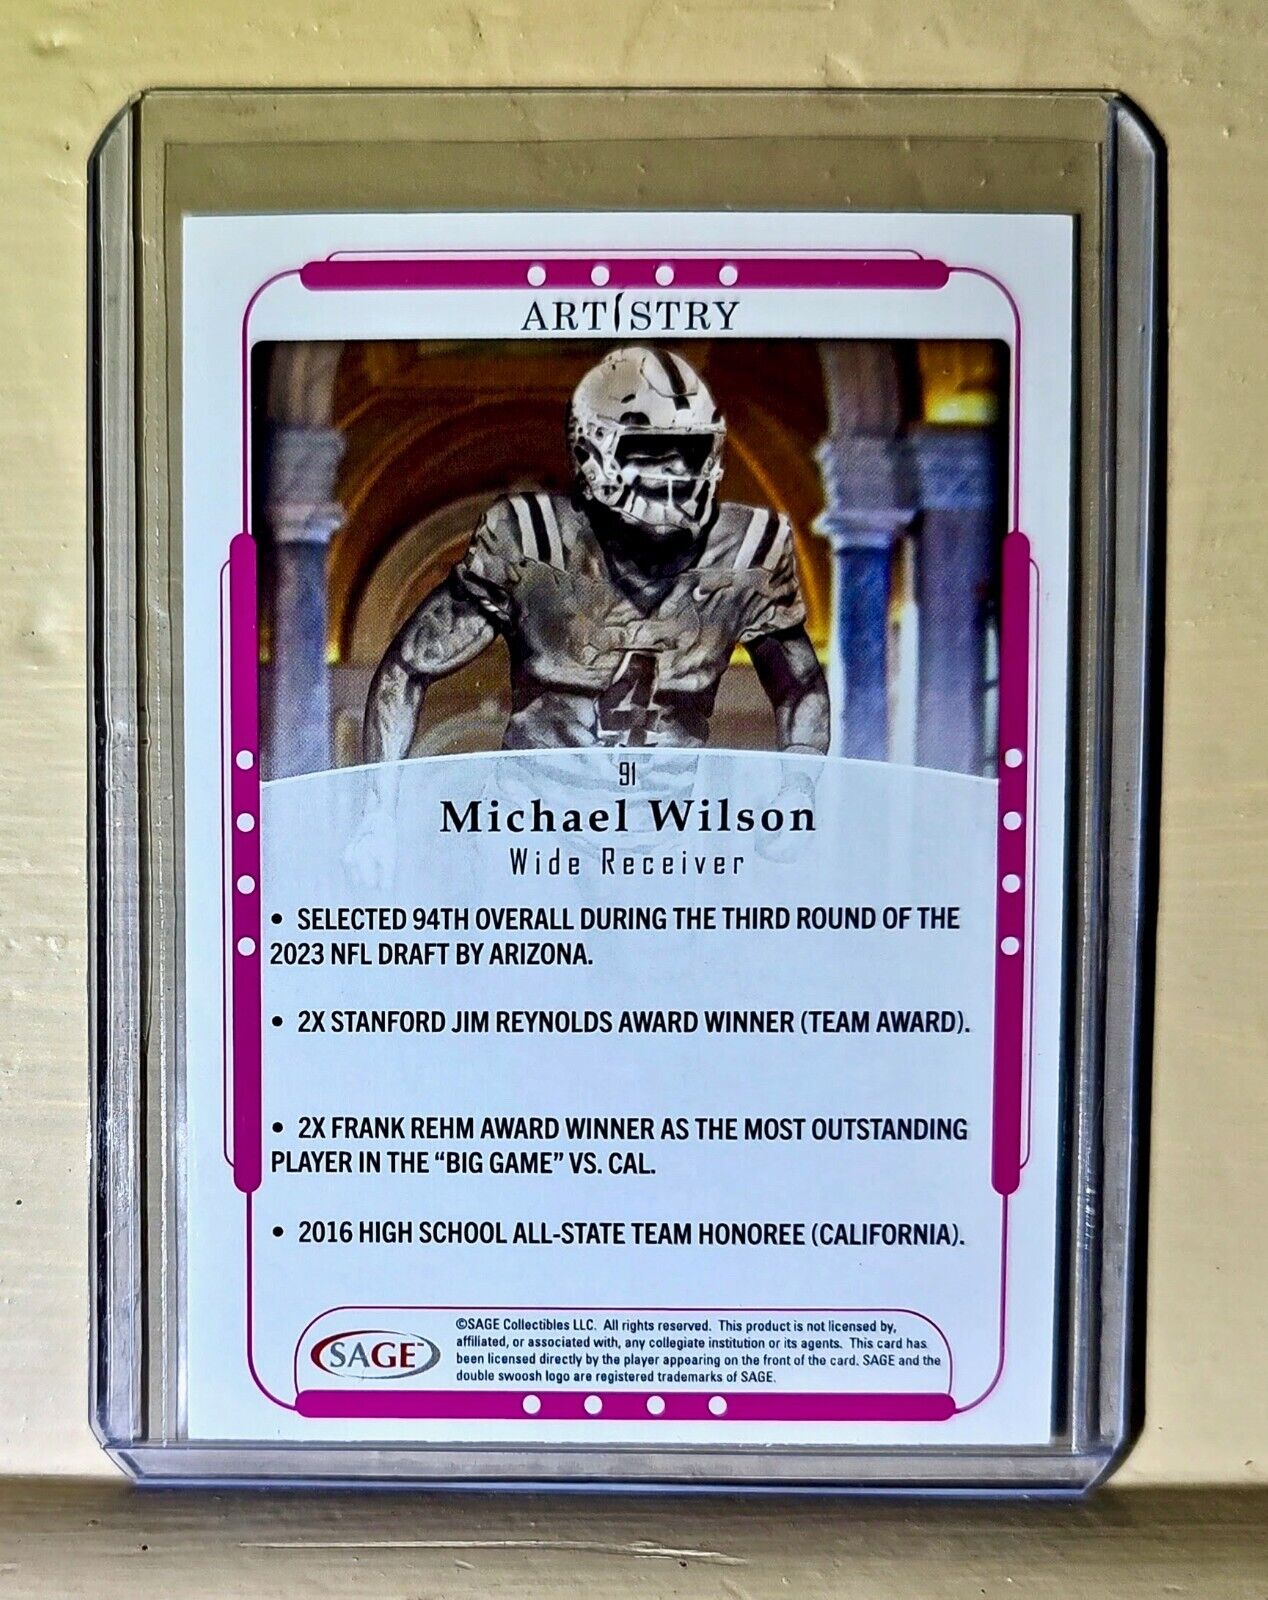 ARTISTRY
4
91
Michael Wilson
Wide Receiver
• SELECTED 94TH OVERALL DURING THE THIRD ROUND OF THE
2023 NFL DRAFT BY ARIZONA.
• 2X STANFORD JIM REYNOLDS AWARD WINNER (TEAM AWARD).
• 2X FRANK REHM AWARD WINNER AS THE MOST OUTSTANDING
PLAYER IN THE “BIG GAME” VS. CAL.
• 2016 HIGH SCHOOL ALL-STATE TEAM HONOREE (CALIFORNIA).
SAGE™
©SAGE Collectibles LLC. All rights reserved. This product is not licensed by,
affiliated, or associated with, any collegiate institution or its agents. This card has
been licensed directly by the player appearing on the front of the card. SAGE and the
double swoosh logo are registered trademarks of SAGE.